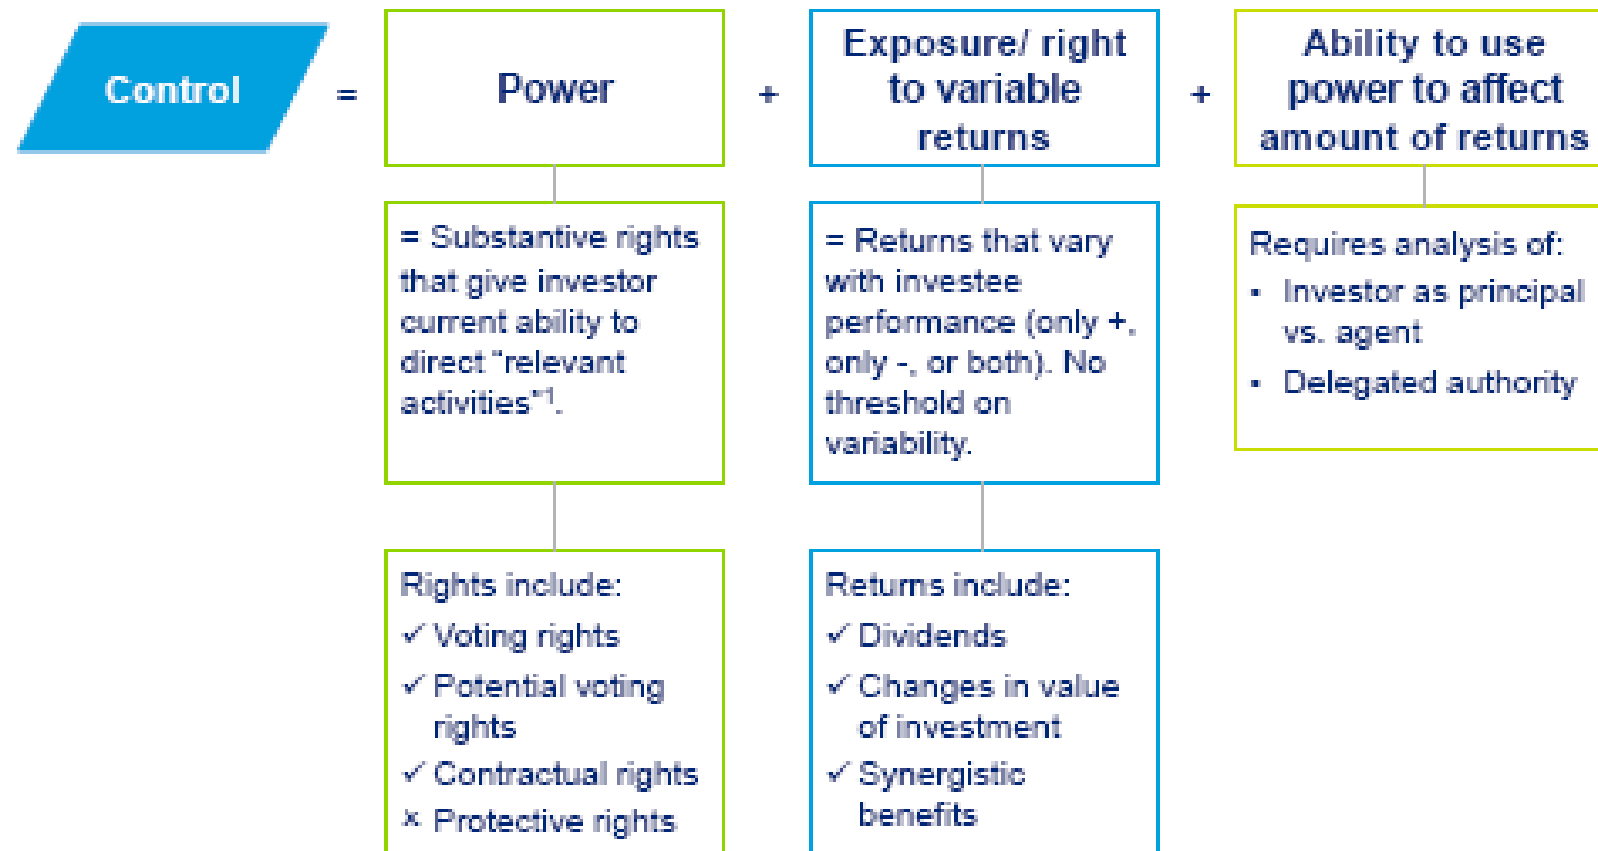 Control
=
Power
+
Exposure/ right
to variable
returns
+
Ability to use
power to affect
amount of returns
= Substantive rights
that give investor
current ability to
direct "relevant
activities"¹.
= Returns that vary
with investee
performance (only +,
only -, or both). No
threshold on
variability.
Requires analysis of:
▪ Investor as principal
vs. agent
▪ Delegated authority
Rights include:
✓ Voting rights
✓ Potential voting
rights
✓ Contractual rights
× Protective rights
Returns include:
✓ Dividends
✓ Changes in value
of investment
✓ Synergistic
benefits